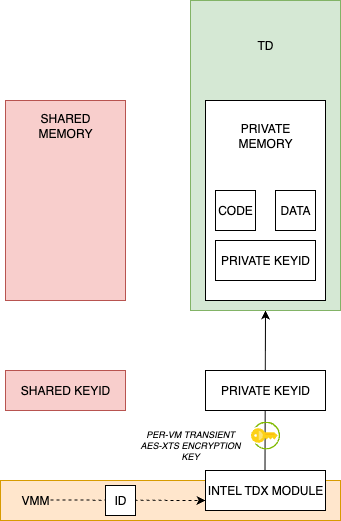 TD
SHARED
MEMORY
PRIVATE
MEMORY
CODE
DATA
PRIVATE KEYID
SHARED KEYID
PRIVATE KEYID
PER-VM TRANSIENT
AES-XTS ENCRYPTION
KEY
VMM
ID
INTEL TDX MODULE